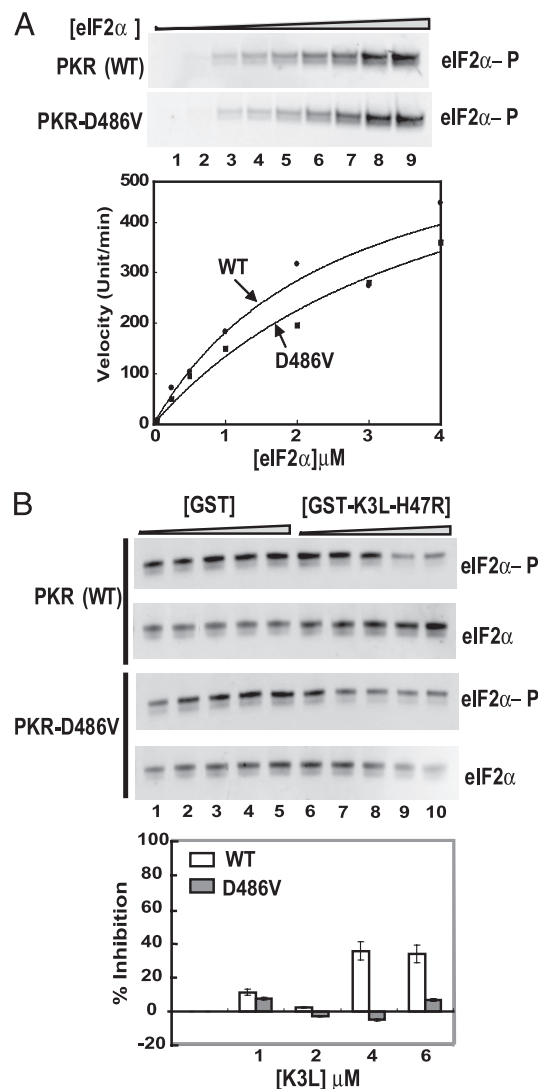 A
[eIF2α ]
PKR (WT)
eIF2α– P
PKR-D486V
eIF2α– P
1 2 3 4 5 6 7 8 9
500
400
300
200
100
0
Velocity (Unit/min)
WT
D486V
0 1 2 3 4
[eIF2α]μM
B
[GST] [GST-K3L-H47R]
PKR (WT)
eIF2α– P
eIF2α
PKR-D486V
eIF2α– P
eIF2α
1 2 3 4 5 6 7 8 9 10
100
80
60
40
20
0
-20
% Inhibition
WT
D486V
1 2 4 6
[K3L] μM